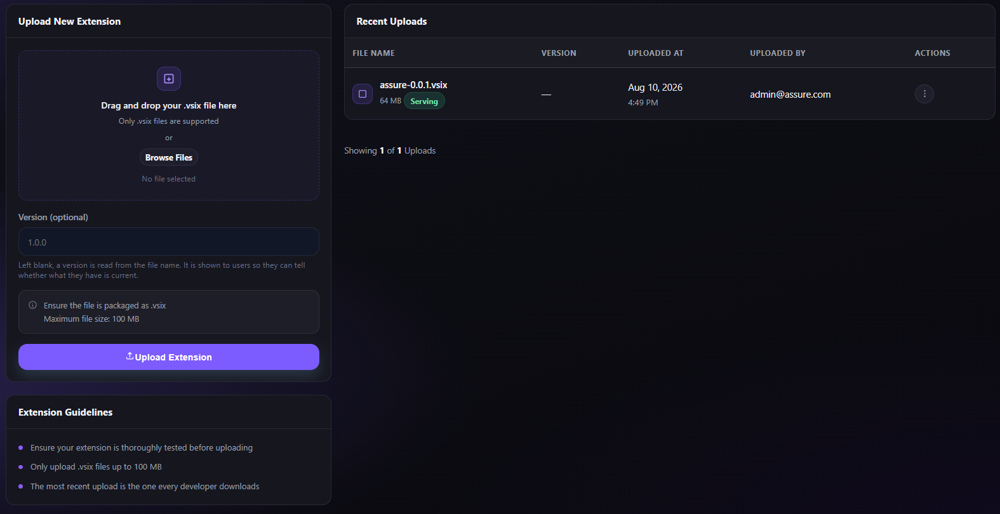 Upload New Extension
Drag and drop your .vsix file here
Only .vsix files are supported
or
Browse Files
No file selected
Version (optional)
1.0.0
Left blank, a version is read from the file name. It is shown to users so they can tell
whether what they have is current.
Ensure the file is packaged as .vsix
Maximum file size: 100 MB
Upload Extension
Extension Guidelines
Ensure your extension is thoroughly tested before uploading
Only upload .vsix files up to 100 MB
The most recent upload is the one every developer downloads
Recent Uploads
FILE NAME VERSION UPLOADED AT UPLOADED BY ACTIONS
assure-0.0.1.vsix
64 MB Serving
—
Aug 10, 2026
4:49 PM
admin@assure.com
Showing 1 of 1 Uploads